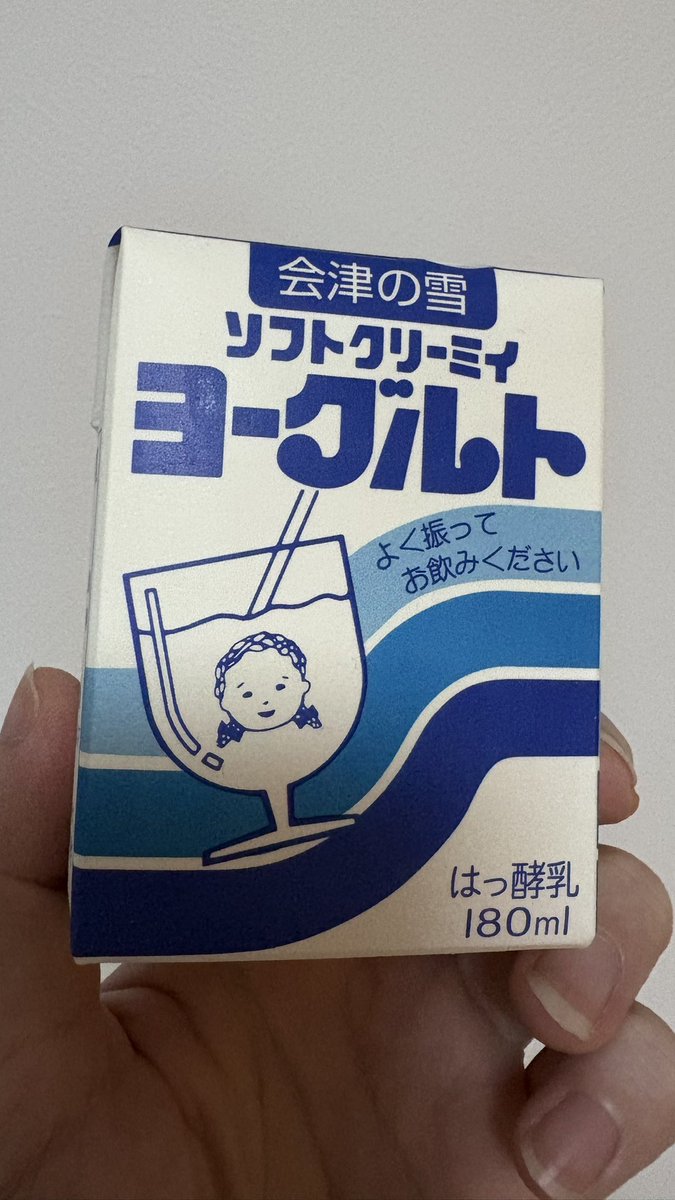 会津の雪
ソフトクリーミィ
ヨーグルト
よく振って
お飲みください
はっ酵乳
180ml